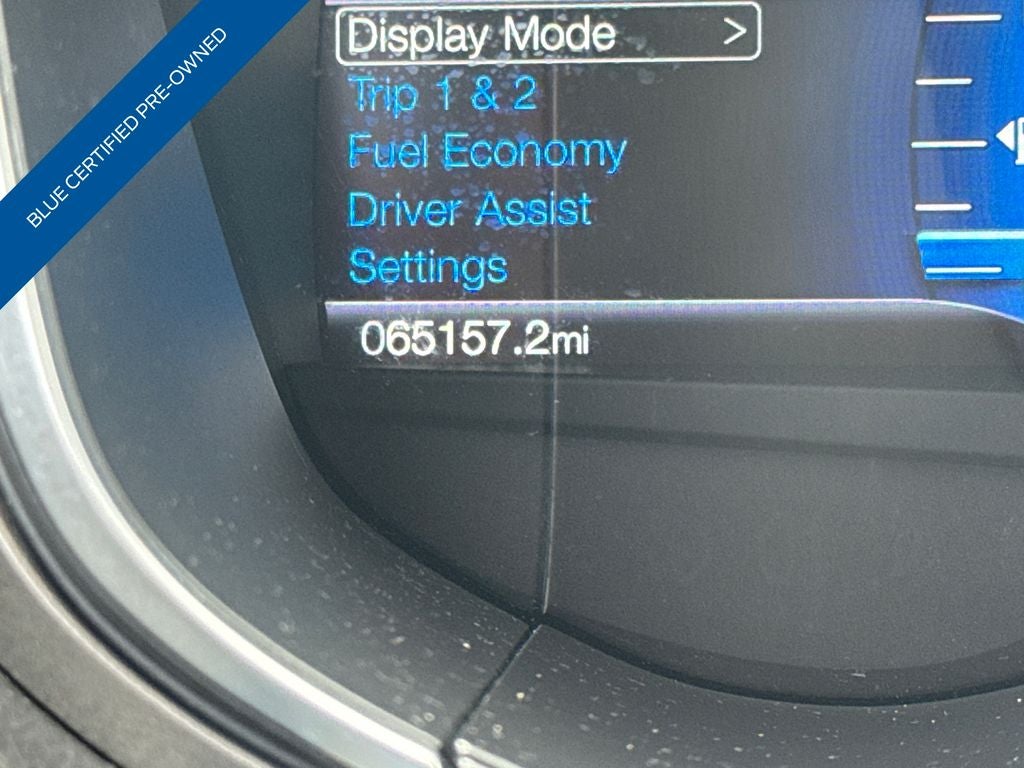 BLUE CERTIFIED PRE-OWNED
Display Mode >
Trip 1 & 2
Fuel Economy
Driver Assist
Settings
065157.2mi